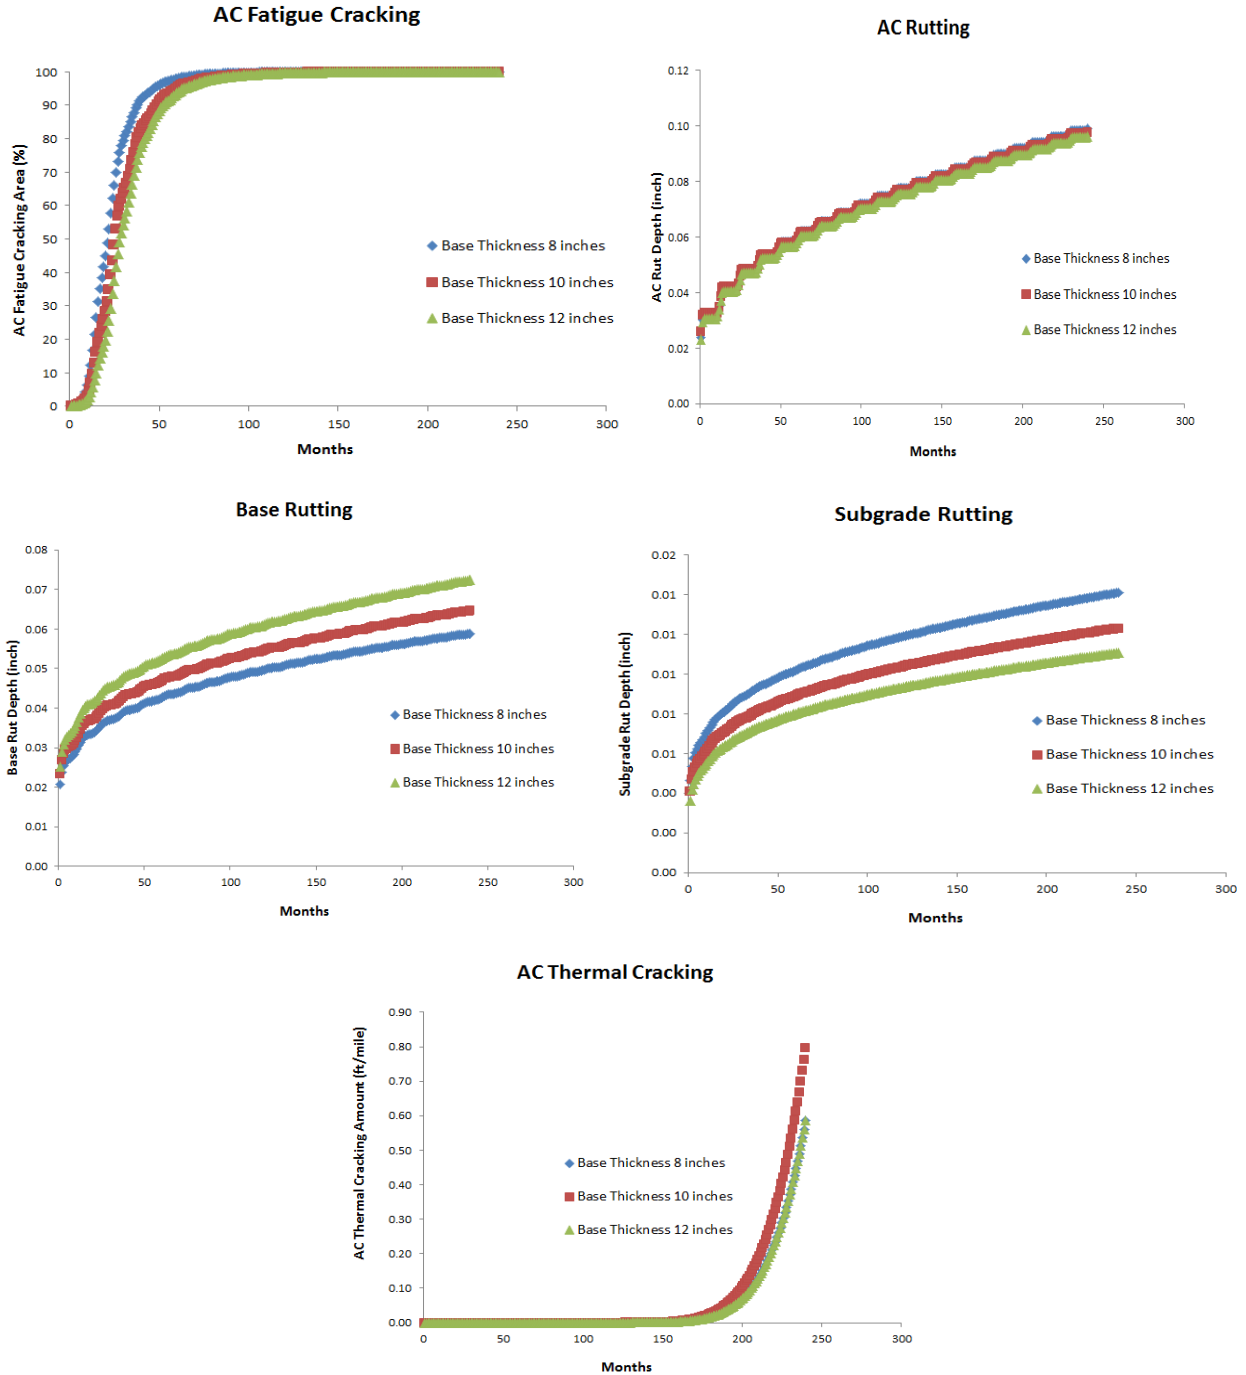 AC Fatigue Cracking
AC Fatigue Cracking Area (%)
100
90
80
70
60
50
40
30
20
10
0
0 50 100 150 200 250 300
Months
Base Thickness 8 inches
Base Thickness 10 inches
Base Thickness 12 inches
AC Rutting
AC Rut Depth (inch)
0.12
0.10
0.08
0.06
0.04
0.02
0.00
0 50 100 150 200 250 300
Months
Base Thickness 8 inches
Base Thickness 10 inches
Base Thickness 12 inches
Base Rutting
Base Rut Depth (inch)
0.08
0.07
0.06
0.05
0.04
0.03
0.02
0.01
0.00
0 50 100 150 200 250 300
Months
Base Thickness 8 inches
Base Thickness 10 inches
Base Thickness 12 inches
Subgrade Rutting
Subgrade Rut Depth (inch)
0.02
0.01
0.01
0.01
0.01
0.01
0.00
0.00
0.00
0 50 100 150 200 250 300
Months
Base Thickness 8 inches
Base Thickness 10 inches
Base Thickness 12 inches
AC Thermal Cracking
AC Thermal Cracking Amount (ft/mile)
0.90
0.80
0.70
0.60
0.50
0.40
0.30
0.20
0.10
0.00
0 50 100 150 200 250 300
Months
Base Thickness 8 inches
Base Thickness 10 inches
Base Thickness 12 inches